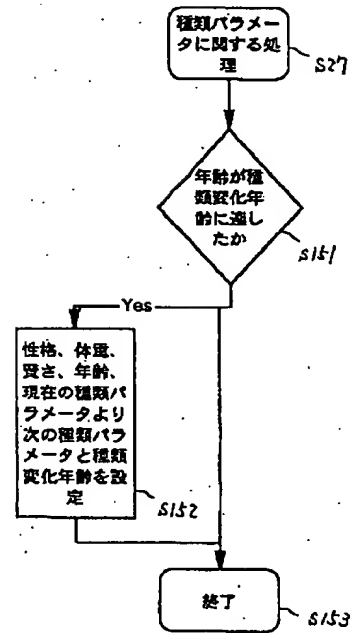 種類パラメー
タに関する処
理
S27
年齢が種
類変化年
齢に達し
たか
S151
Yes
性格、体重、
賢さ、年齢、
現在の種類パ
ラメータより
次の種類パラ
メータと種類
変化年齢を設
定
S152
終了
S153